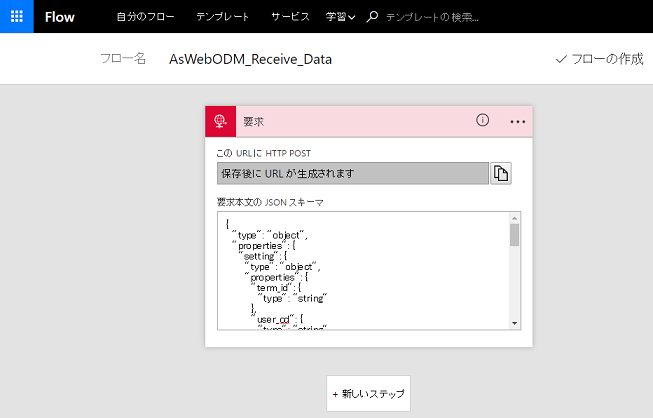 Flow 自分のフロー テンプレート サービス 学習 テンプレートの検索...
フロー名 AsWebODM_Receive_Data フローの作成
要求
この URLに HTTP POST
保存後に URL が生成されます
要求本文の JSON スキーマ
{
"type": "object",
"properties": {
"setting": {
"type": "object",
"properties": {
"term_id": {
"type": "string"
},
"user_cd": {
"type": "string"
+ 新しいステップ